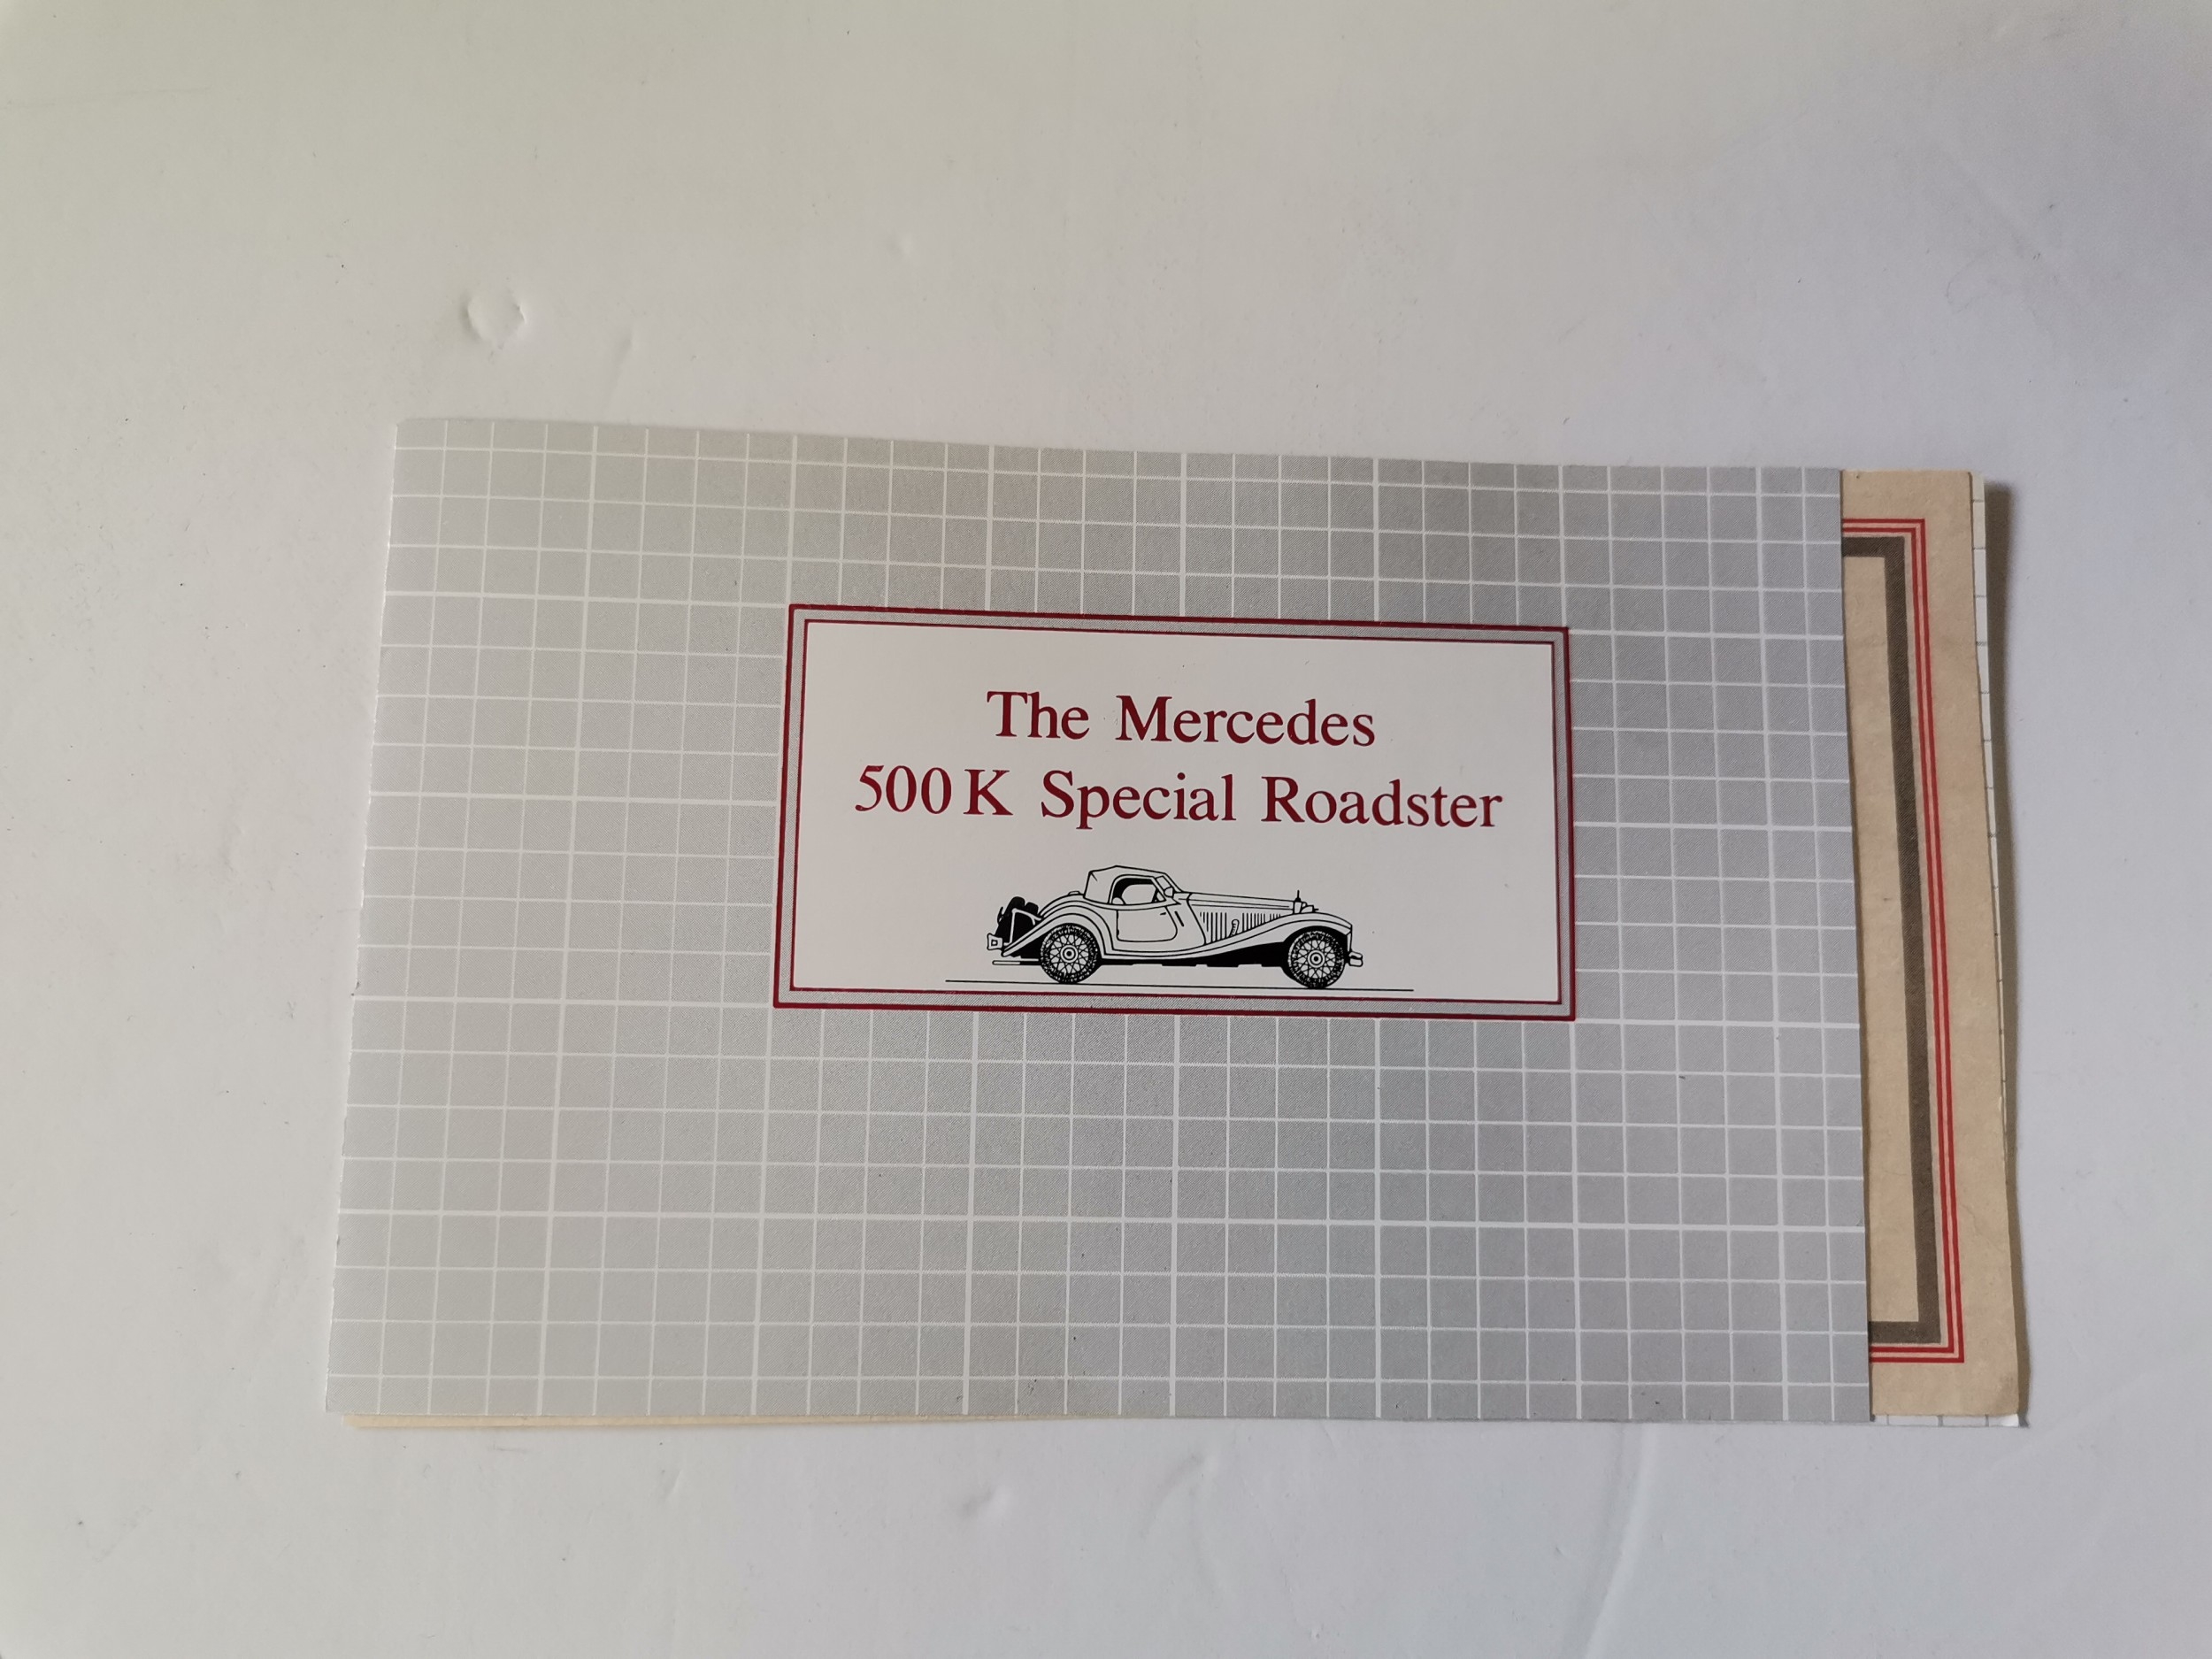 The Mercedes
500 K Special Roadster